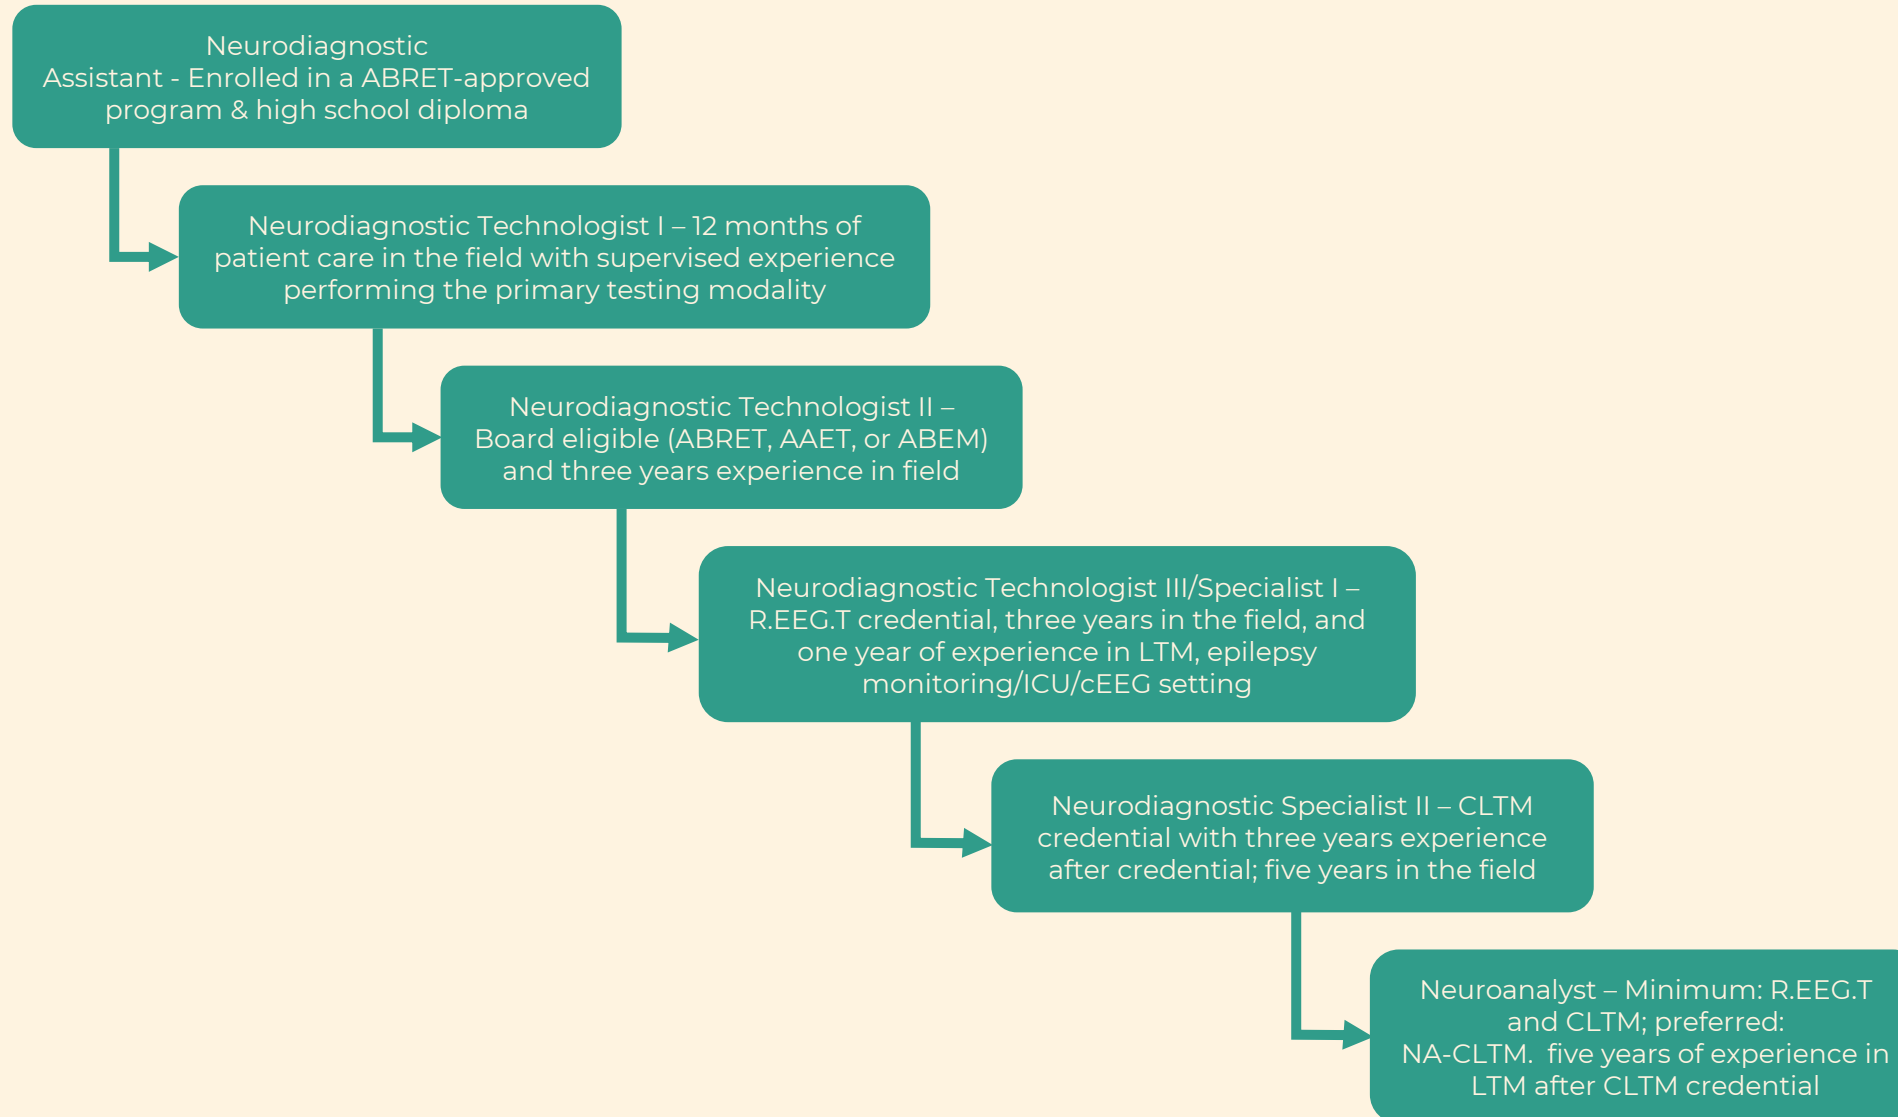 Neurodiagnostic
Assistant - Enrolled in a ABRET-approved
program & high school diploma
Neurodiagnostic Technologist I – 12 months of
patient care in the field with supervised experience
performing the primary testing modality
Neurodiagnostic Technologist II –
Board eligible (ABRET, AAET, or ABEM)
and three years experience in field
Neurodiagnostic Technologist III/Specialist I –
R.EEG.T credential, three years in the field, and
one year of experience in LTM, epilepsy
monitoring/ICU/cEEG setting
Neurodiagnostic Specialist II – CLTM
credential with three years experience
after credential; five years in the field
Neuroanalyst – Minimum: R.EEG.T
and CLTM; preferred:
NA-CLTM.  five years of experience in
LTM after CLTM credential